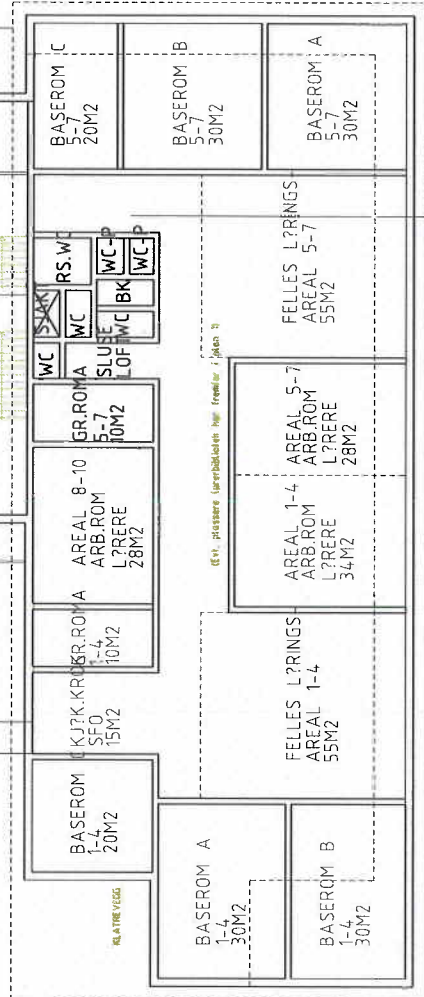 BASEROM C
5-7
20M2
BASEROM B
5-7
30M2
BASEROM A
5-7
30M2
RS.WC
WC-P
WC-P
SJAKT
WC
BK
WC
WC
SLUSE
LOFT
FELLES L?RINGS
AREAL 5-7
55M2
GR.ROMA
5-7
10M2
AREAL 8-10
ARB.ROM
L?RERE
28M2
AREAL 5-7
ARB.ROM
L?RERE
28M2
AREAL 1-4
ARB.ROM
L?RERE
34M2
GR.ROMA
1-4
10M2
KJ?K.KROK
SFO
15M2
FELLES L?RINGS
AREAL 1-4
55M2
BASEROM C
1-4
20M2
BASEROM A
1-4
30M2
BASEROM B
1-4
30M2
KLATREVEGG